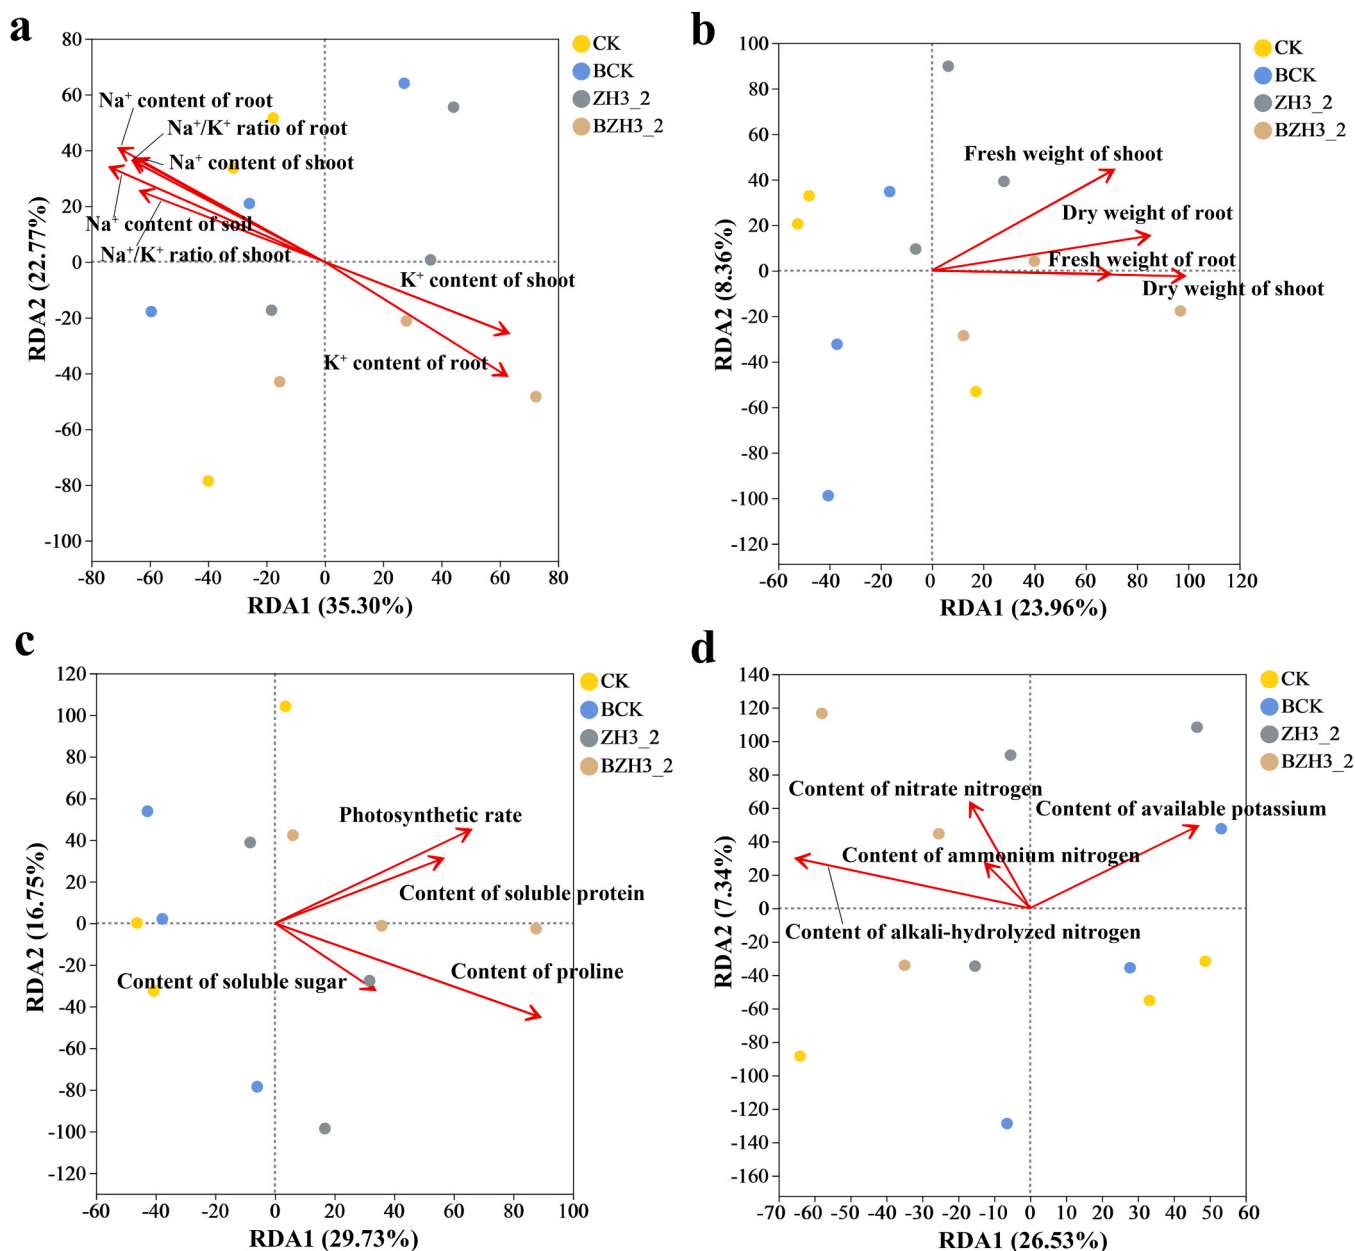 a
CK
BCK
ZH3_2
BZH3_2
80
60
40
20
0
-20
-40
-60
-80
-100
RDA2 (22.77%)
Na⁺ content of root
Na⁺/K⁺ ratio of root
Na⁺ content of shoot
Na⁺ content of soil
Na⁺/K⁺ ratio of shoot
K⁺ content of shoot
K⁺ content of root
-80 -60 -40 -20 0 20 40 60 80
RDA1 (35.30%)
b
CK
BCK
ZH3_2
BZH3_2
100
80
60
40
20
0
-20
-40
-60
-80
-100
-120
RDA2 (8.36%)
Fresh weight of shoot
Dry weight of root
Fresh weight of root
Dry weight of shoot
-60 -40 -20 0 20 40 60 80 100 120
RDA1 (23.96%)
c
CK
BCK
ZH3_2
BZH3_2
120
100
80
60
40
20
0
-20
-40
-60
-80
-100
-120
RDA2 (16.75%)
Photosynthetic rate
Content of soluble protein
Content of proline
Content of soluble sugar
-60 -40 -20 0 20 40 60 80 100
RDA1 (29.73%)
d
CK
BCK
ZH3_2
BZH3_2
140
120
100
80
60
40
20
0
-20
-40
-60
-80
-100
-120
-140
-160
RDA2 (7.34%)
Content of nitrate nitrogen
Content of available potassium
Content of ammonium nitrogen
Content of alkali-hydrolyzed nitrogen
-70 -50 -30 -10 0 10 30 40 50 60
RDA1 (26.53%)